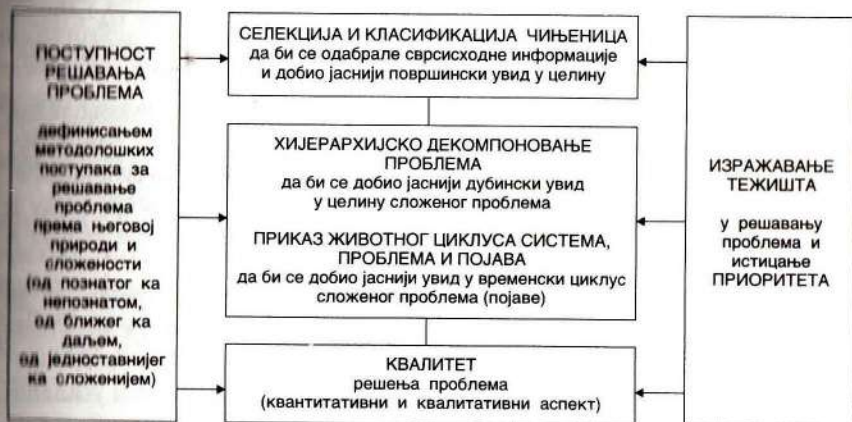 ПОСТУПНОСТ
РЕШАВАЊА
ПРОБЛЕМА
дефинисањем
методолошких
поступака за
решавање
проблема
према његовој
природи и
сложености
(од познатог ка
непознатом,
од ближег ка
даљем,
од једноставнијег
ка сложенијем)
СЕЛЕКЦИЈА И КЛАСИФИКАЦИЈА ЧИЊЕНИЦА
да би се одабрале сврсисходне информације
и добио јаснији површински увид у целину
ХИЈЕРАРХИЈСКО ДЕКОМПОНОВАЊЕ
ПРОБЛЕМА
да би се добио јаснији дубински увид
у целину сложеног проблема
ПРИКАЗ ЖИВОТНОГ ЦИКЛУСА СИСТЕМА,
ПРОБЛЕМА И ПОЈАВА
да би се добио јаснији увид у временски циклус
сложеног проблема (појаве)
КВАЛИТЕТ
решења проблема
(квантитативни и квалитативни аспект)
ИЗРАЖАВАЊЕ
ТЕЖИШТА
у решавању
проблема и
истицање
ПРИОРИТЕТА